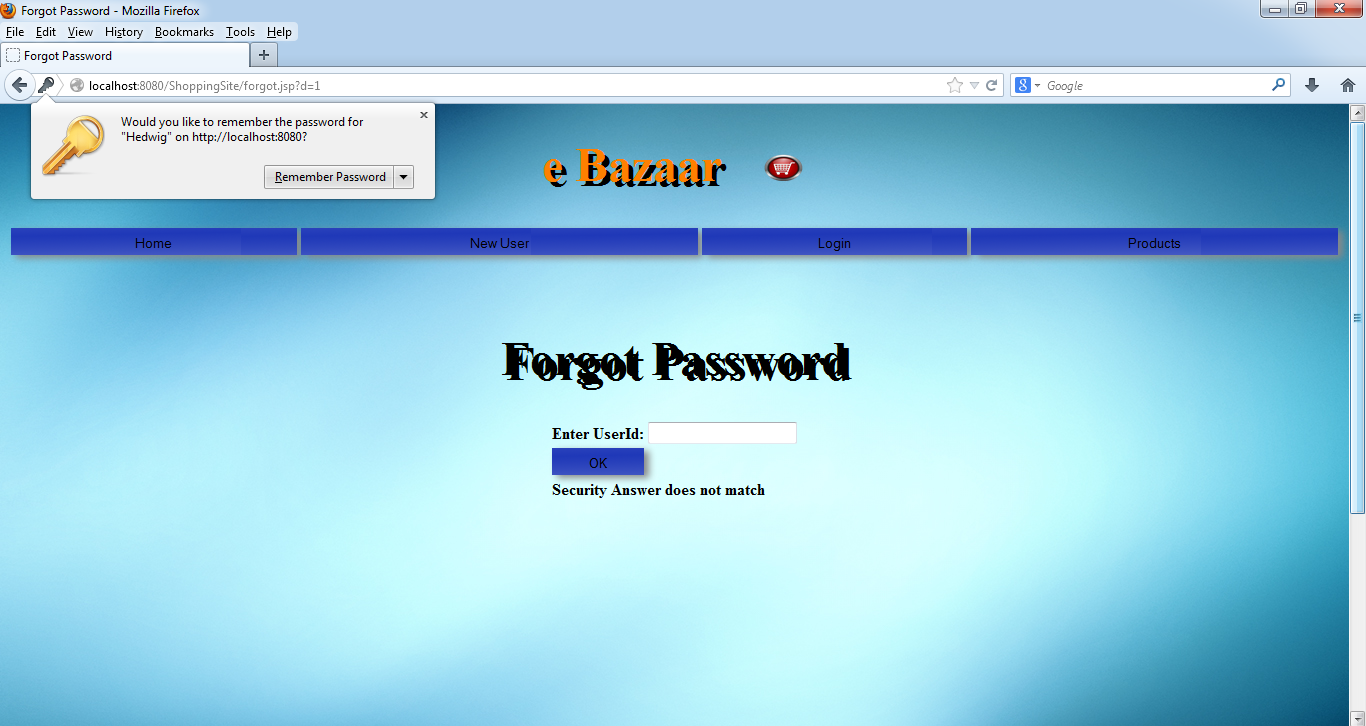 Forgot Password - Mozilla Firefox
File Edit View History Bookmarks Tools Help
Forgot Password
localhost:8080/ShoppingSite/forgot.jsp?d=1
Google
Would you like to remember the password for
"Hedwig" on http://localhost:8080?
Remember Password
e Bazaar
Home New User Login Products
Forgot Password
Enter UserId:
OK
Security Answer does not match